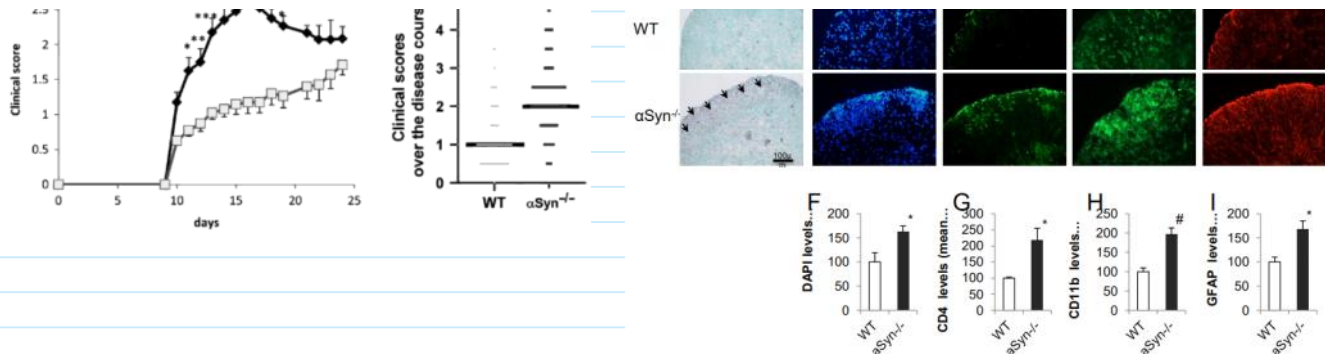 2.5
2
1.5
1
0.5
0
Clinical score
0
5
10
15
20
25
days
*
**
***
*
Clinical scores
over the disease cours
4
3
2
1
0
WT
αSyn⁻/⁻
WT
αSyn⁻/⁻
100μ
F
DAPI levels...
200
150
100
50
0
*
WT
aSyn-/-
G
CD4 levels (mean...
300
250
200
150
100
50
0
*
WT
aSyn-/-
H
CD11b levels...
250
200
150
100
50
0
#
WT
aSyn-/-
I
GFAP levels...
200
150
100
50
0
*
WT
aSyn-/-